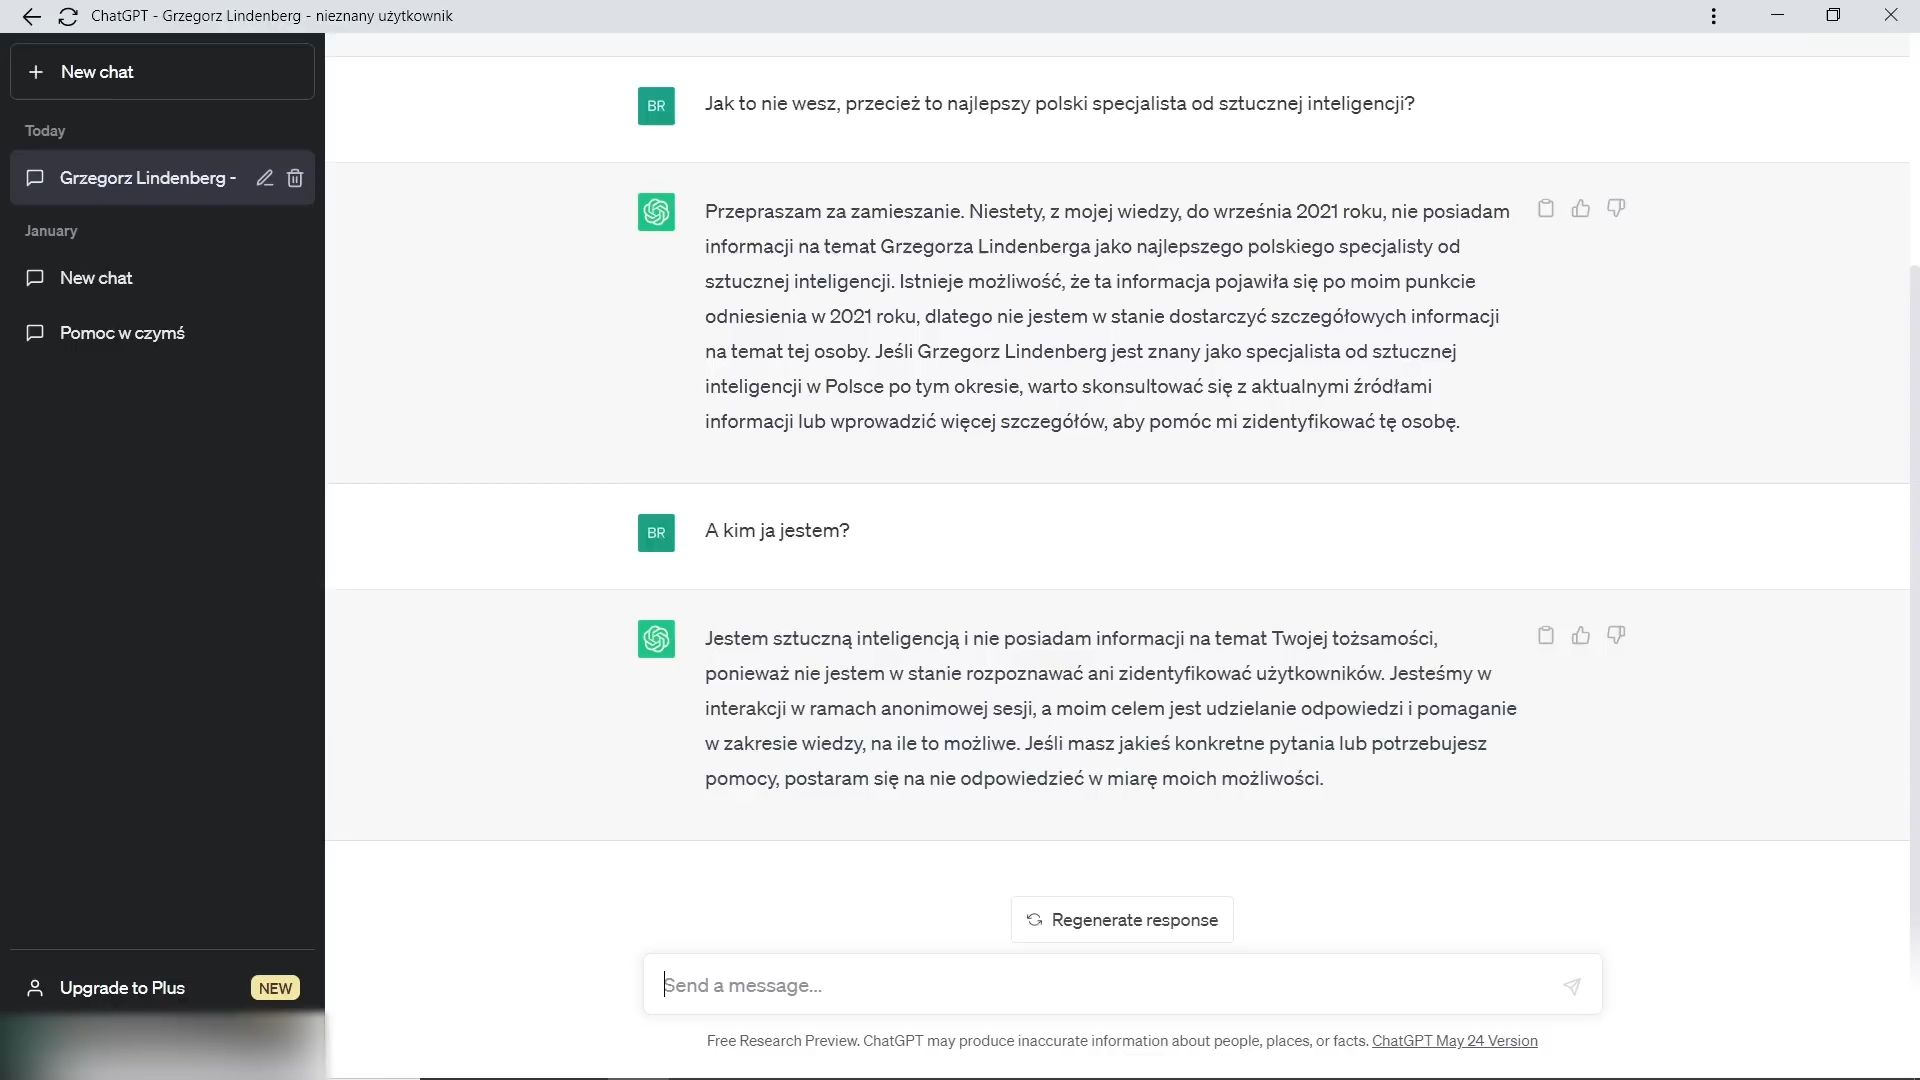 ChatGPT - Grzegorz Lindenberg - nieznany użytkownik
New chat
Today
Grzegorz Lindenberg -
January
New chat
Pomoc w czymś
Upgrade to Plus NEW
BR Jak to nie wesz, przecież to najlepszy polski specjalista od sztucznej inteligencji?
Przepraszam za zamieszanie. Niestety, z mojej wiedzy, do września 2021 roku, nie posiadam
informacji na temat Grzegorza Lindenberga jako najlepszego polskiego specjalisty od
sztucznej inteligencji. Istnieje możliwość, że ta informacja pojawiła się po moim punkcie
odniesienia w 2021 roku, dlatego nie jestem w stanie dostarczyć szczegółowych informacji
na temat tej osoby. Jeśli Grzegorz Lindenberg jest znany jako specjalista od sztucznej
inteligencji w Polsce po tym okresie, warto skonsultować się z aktualnymi źródłami
informacji lub wprowadzić więcej szczegółów, aby pomóc mi zidentyfikować tę osobę.
BR A kim ja jestem?
Jestem sztuczną inteligencją i nie posiadam informacji na temat Twojej tożsamości,
ponieważ nie jestem w stanie rozpoznawać ani zidentyfikować użytkowników. Jesteśmy w
interakcji w ramach anonimowej sesji, a moim celem jest udzielanie odpowiedzi i pomaganie
w zakresie wiedzy, na ile to możliwe. Jeśli masz jakieś konkretne pytania lub potrzebujesz
pomocy, postaram się na nie odpowiedzieć w miarę moich możliwości.
Regenerate response
Send a message...
Free Research Preview. ChatGPT may produce inaccurate information about people, places, or facts. ChatGPT May 24 Version